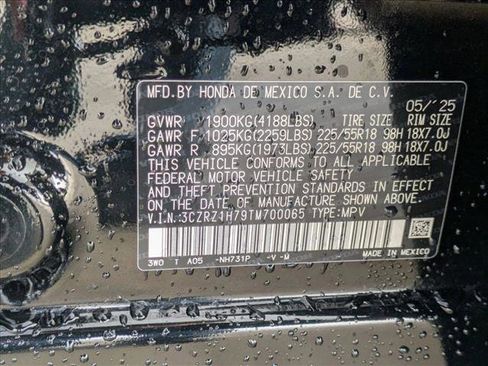 MFD.BY HONDA DE MEXICO S.A. DE C.V.
05/'25
GVWR 1900KG(4188LBS) TIRE SIZE RIM SIZE
GAWR F 1025KG(2259LBS) 225/55R18 98H 18X7.0J
GAWR R 895KG(1973LBS) 225/55R18 98H 18X7.0J
THIS VEHICLE CONFORMS TO ALL APPLICABLE
FEDERAL MOTOR VEHICLE SAFETY
AND THEFT PREVENTION STANDARDS IN EFFECT
ON THE DATE OF MANUFACTURE SHOWN ABOVE.
V.I.N.:3CZRZ1H79TM700065 TYPE:MPV
3W0 T A05 -NH731P -V -M